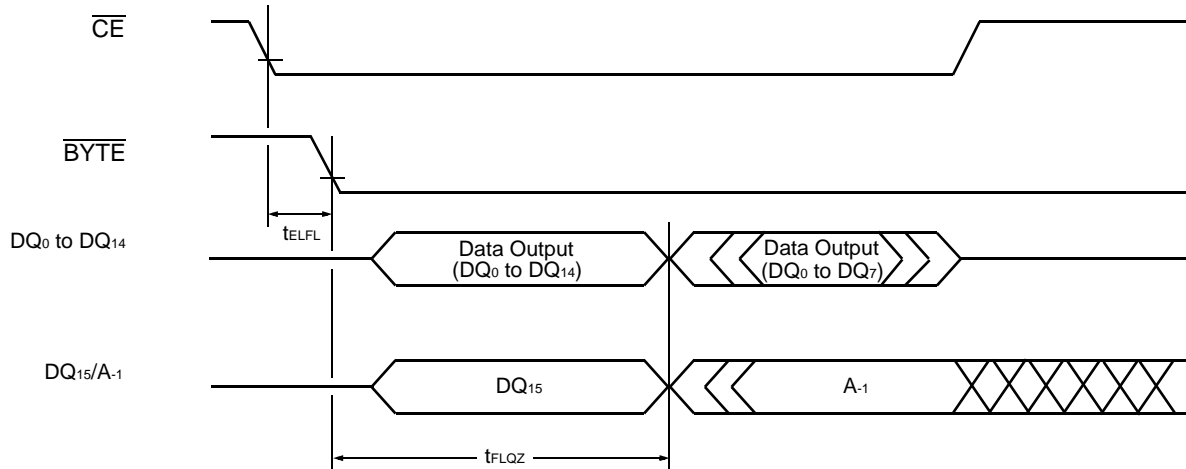 CE
BYTE
tELFL
DQ0 to DQ14
Data Output
(DQ0 to DQ14)
Data Output
(DQ0 to DQ7)
DQ15/A-1
DQ15
A-1
tFLQZ